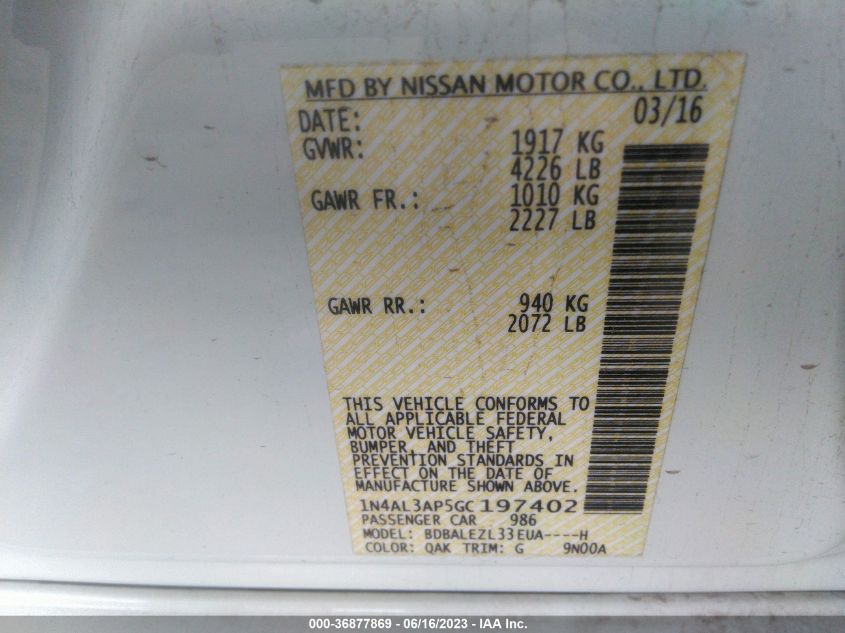 MFD BY NISSAN MOTOR CO., LTD.
DATE: 03/16
GVWR: 1917 KG
4226 LB
GAWR FR.: 1010 KG
2227 LB
GAWR RR.: 940 KG
2072 LB
THIS VEHICLE CONFORMS TO
ALL APPLICABLE FEDERAL
MOTOR VEHICLE SAFETY,
BUMPER, AND THEFT
PREVENTION STANDARDS IN
EFFECT ON THE DATE OF
MANUFACTURE SHOWN ABOVE.
1N4AL3AP5GC197402
PASSENGER CAR 986
MODEL: BDBALEZL33EUA----H
COLOR: QAK TRIM: G 9N00A
000-36877869 - 06/16/2023 - IAA Inc.